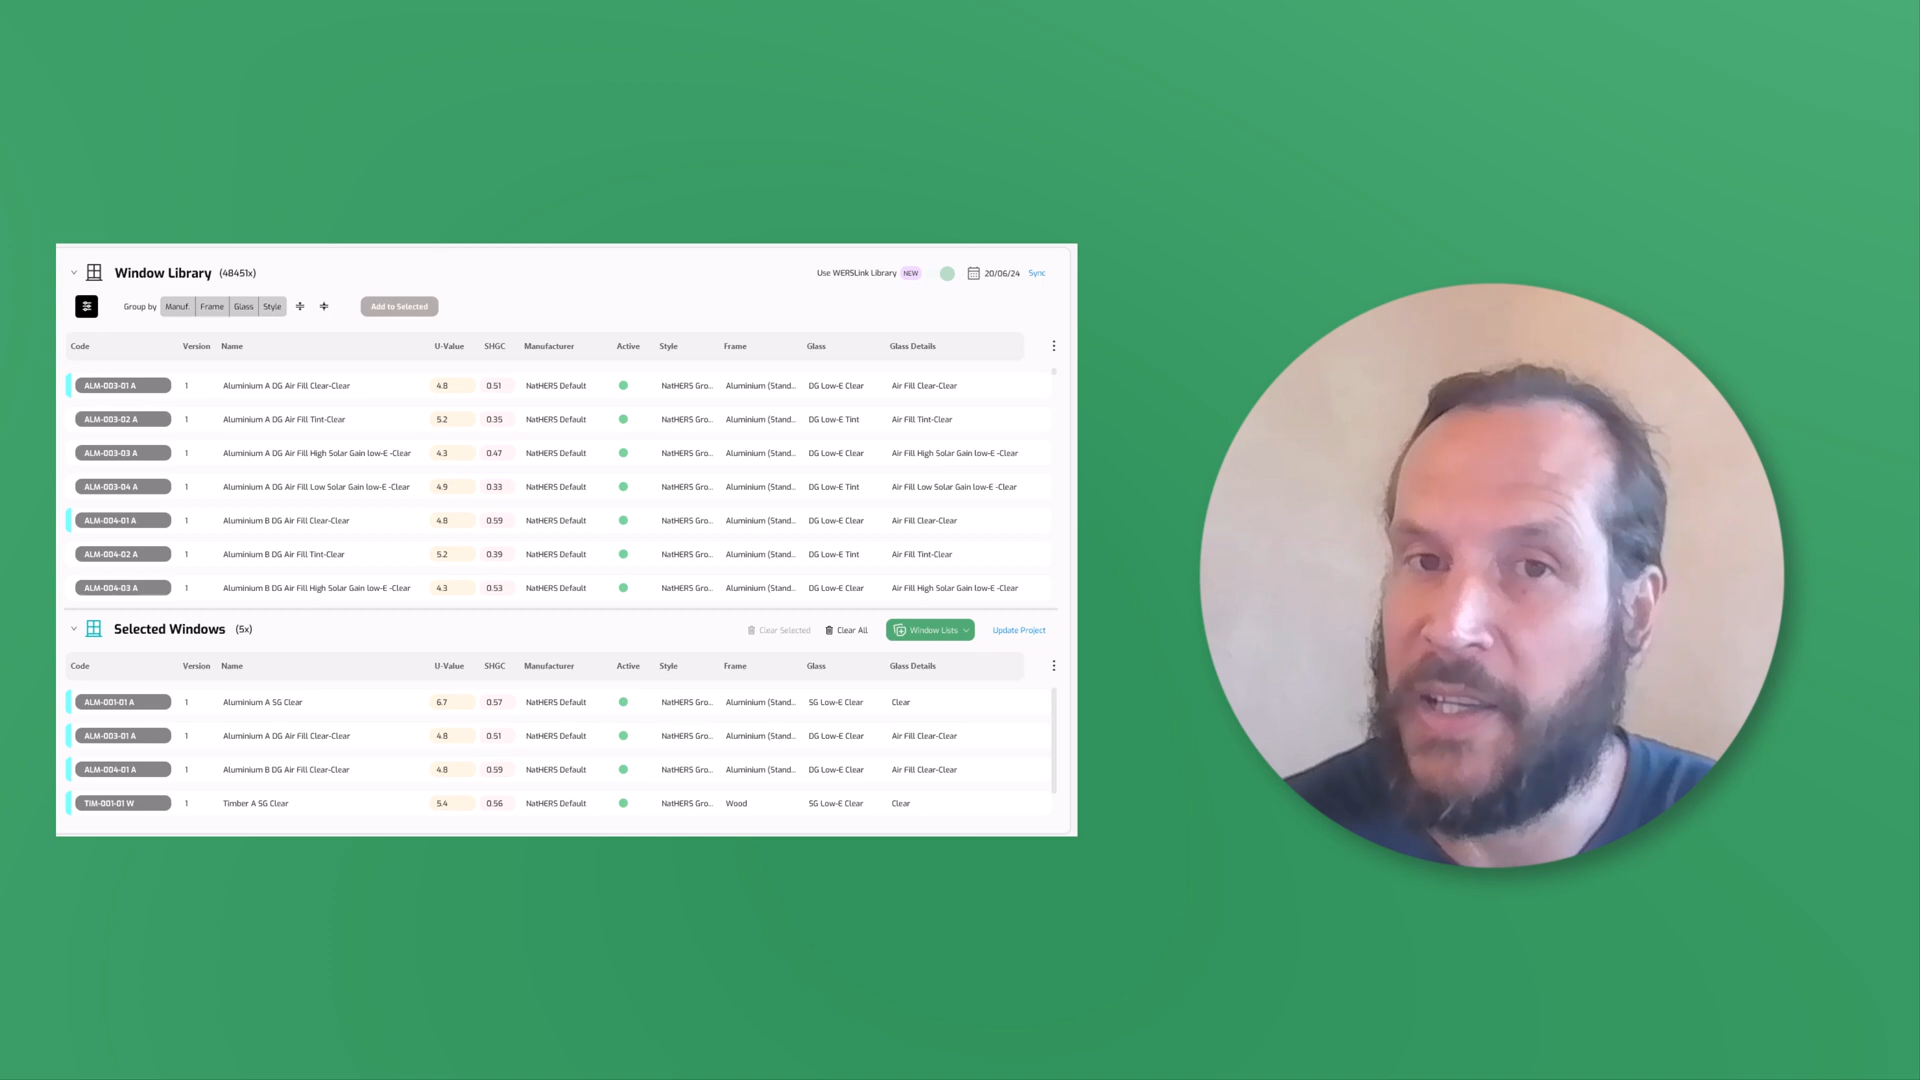 Window Library (48451x) Use WERSLink Library NEW 20/06/24 Sync
Group by Manuf. Frame Glass Style Add to Selected
Code Version Name U-Value SHGC Manufacturer Active Style Frame Glass Glass Details
ALM-003-01 A 1 Aluminium A DG Air Fill Clear-Clear 4.8 0.51 NatHERS Default NatHERS Gro... Aluminium (Stand... DG Low-E Clear Air Fill Clear-Clear
ALM-003-02 A 1 Aluminium A DG Air Fill Tint-Clear 5.2 0.35 NatHERS Default NatHERS Gro... Aluminium (Stand... DG Low-E Tint Air Fill Tint-Clear
ALM-003-03 A 1 Aluminium A DG Air Fill High Solar Gain low-E -Clear 4.3 0.47 NatHERS Default NatHERS Gro... Aluminium (Stand... DG Low-E Clear Air Fill High Solar Gain low-E -Clear
ALM-003-04 A 1 Aluminium A DG Air Fill Low Solar Gain low-E -Clear 4.9 0.33 NatHERS Default NatHERS Gro... Aluminium (Stand... DG Low-E Tint Air Fill Low Solar Gain low-E -Clear
ALM-004-01 A 1 Aluminium B DG Air Fill Clear-Clear 4.8 0.59 NatHERS Default NatHERS Gro... Aluminium (Stand... DG Low-E Clear Air Fill Clear-Clear
ALM-004-02 A 1 Aluminium B DG Air Fill Tint-Clear 5.2 0.39 NatHERS Default NatHERS Gro... Aluminium (Stand... DG Low-E Tint Air Fill Tint-Clear
ALM-004-03 A 1 Aluminium B DG Air Fill High Solar Gain low-E -Clear 4.3 0.53 NatHERS Default NatHERS Gro... Aluminium (Stand... DG Low-E Clear Air Fill High Solar Gain low-E -Clear
Selected Windows (5x) Clear Selected Clear All Window Lists Update Project
Code Version Name U-Value SHGC Manufacturer Active Style Frame Glass Glass Details
ALM-001-01 A 1 Aluminium A SG Clear 6.7 0.57 NatHERS Default NatHERS Gro... Aluminium (Stand... SG Low-E Clear Clear
ALM-003-01 A 1 Aluminium A DG Air Fill Clear-Clear 4.8 0.51 NatHERS Default NatHERS Gro... Aluminium (Stand... DG Low-E Clear Air Fill Clear-Clear
ALM-004-01 A 1 Aluminium B DG Air Fill Clear-Clear 4.8 0.59 NatHERS Default NatHERS Gro... Aluminium (Stand... DG Low-E Clear Air Fill Clear-Clear
TIM-001-01 W 1 Timber A SG Clear 5.4 0.56 NatHERS Default NatHERS Gro... Wood SG Low-E Clear Clear